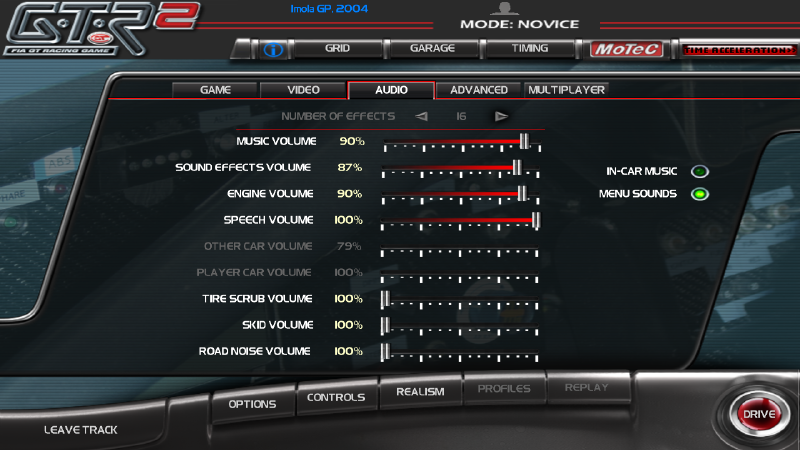 GTR2
FIA GT RACING GAME
Imola GP, 2004
MODE: NOVICE
GRID
GARAGE
TIMING
MoTeC
TIME ACCELERATION
GAME
VIDEO
AUDIO
ADVANCED
MULTIPLAYER
NUMBER OF EFFECTS 16
MUSIC VOLUME 90%
SOUND EFFECTS VOLUME 87%
IN-CAR MUSIC
ENGINE VOLUME 90%
MENU SOUNDS
SPEECH VOLUME 100%
OTHER CAR VOLUME 79%
PLAYER CAR VOLUME 100%
TIRE SCRUB VOLUME 100%
SKID VOLUME 100%
ROAD NOISE VOLUME 100%
ABS
LEAVE TRACK
OPTIONS
CONTROLS
REALISM
PROFILES
REPLAY
DRIVE